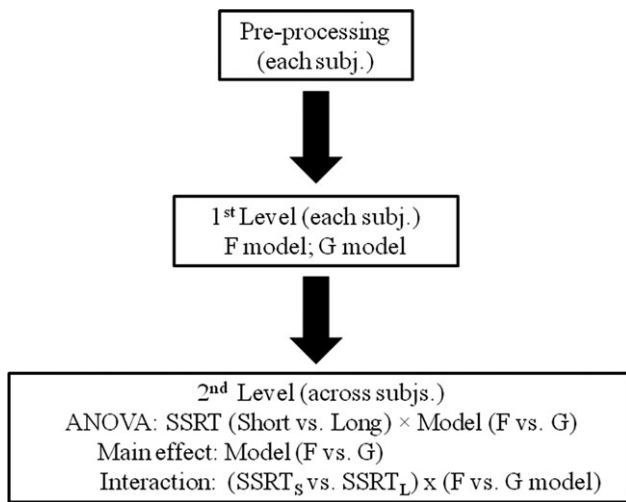 Pre-processing
(each subj.)
1st Level (each subj.)
F model; G model
2nd Level (across subjs.)
ANOVA: SSRT (Short vs. Long) × Model (F vs. G)
Main effect: Model (F vs. G)
Interaction: (SSRTS vs. SSRTL) x (F vs. G model)